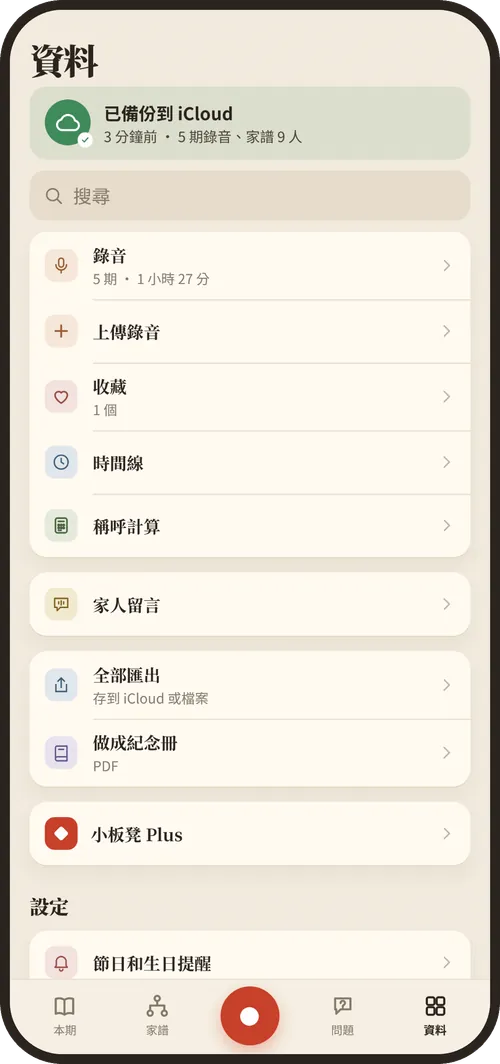 資料
已備份到 iCloud
3 分鐘前 · 5 期錄音、家譜 9 人
搜尋
錄音
5 期 · 1 小時 27 分
上傳錄音
收藏
1 個
時間線
稱呼計算
家人留言
全部匯出
存到 iCloud 或檔案
做成紀念冊
PDF
小板凳 Plus
設定
節日和生日提醒
本期
家譜
問題
資料